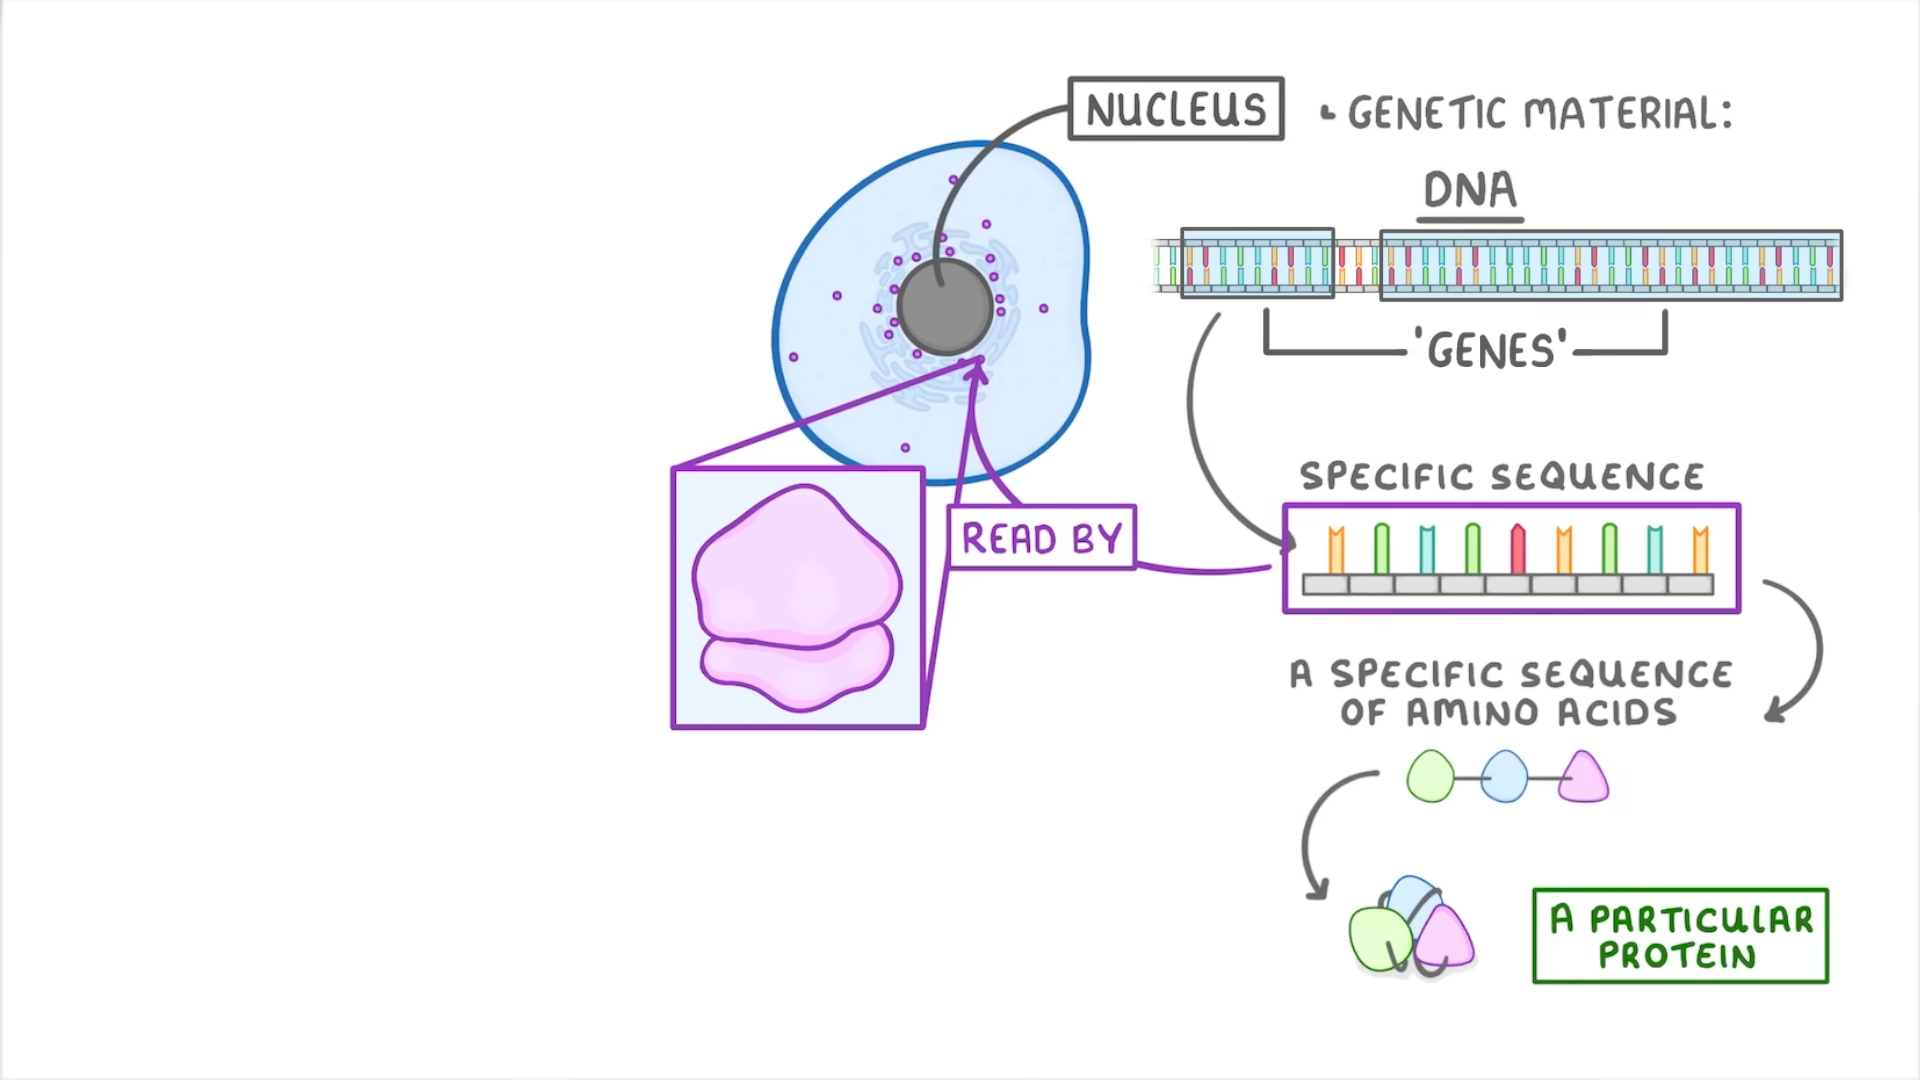 NUCLEUS
GENETIC MATERIAL:
DNA
'GENES'
SPECIFIC SEQUENCE
READ BY
A SPECIFIC SEQUENCE
OF AMINO ACIDS
A PARTICULAR
PROTEIN